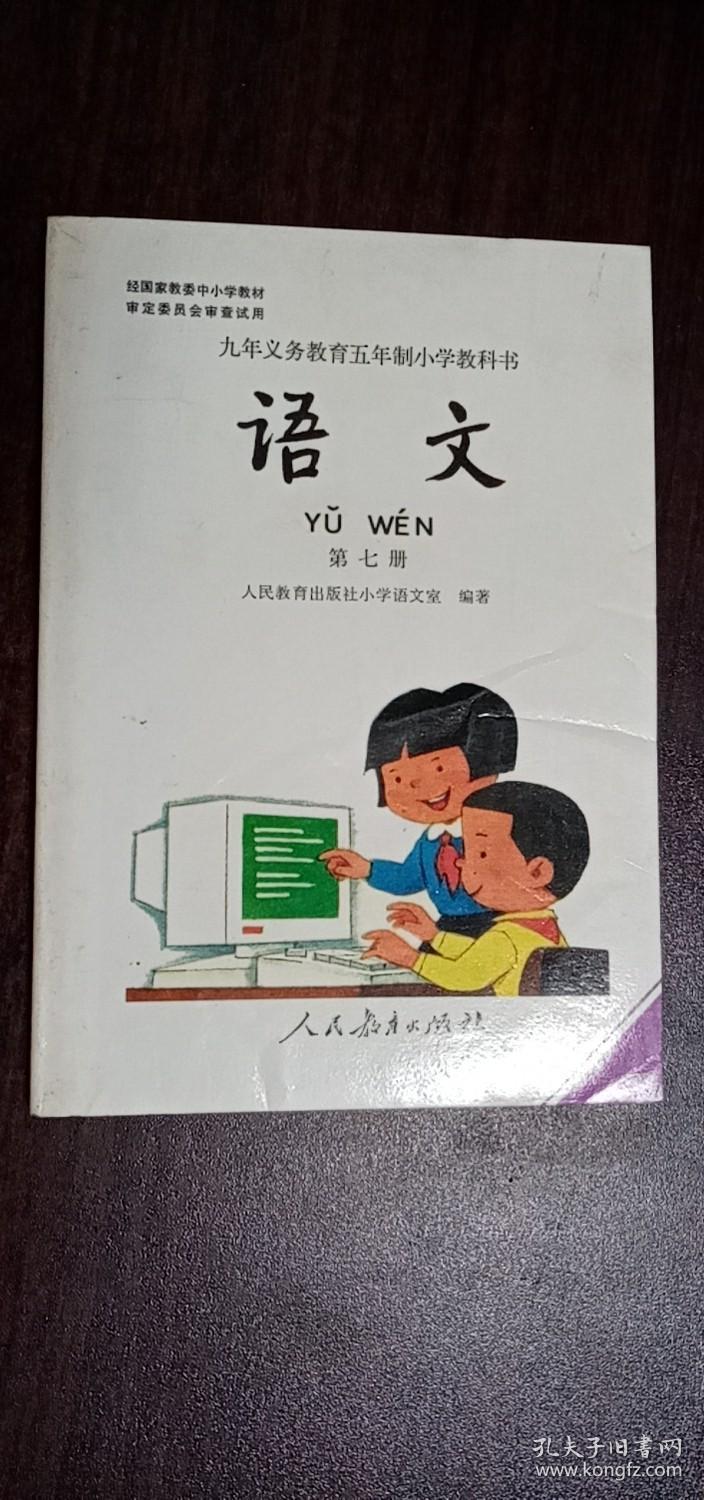 经国家教委中小学教材
审定委员会审查试用
九年义务教育五年制小学教科书
语文
YǓ WÉN
第七册
人民教育出版社小学语文室 编著
人民教育出版社
孔夫子旧书网
www.kongfz.com